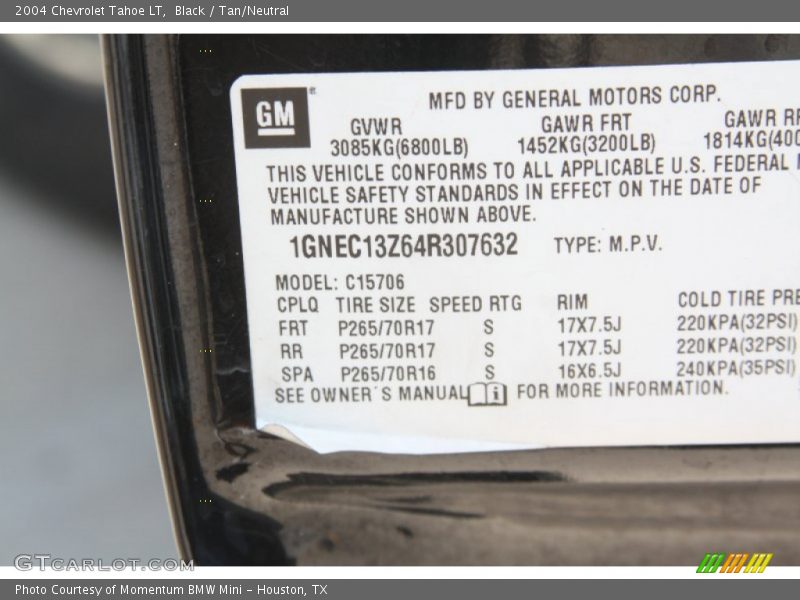 2004 Chevrolet Tahoe LT, Black / Tan/Neutral
GM ®
MFD BY GENERAL MOTORS CORP.
GVWR GAWR FRT GAWR
3085KG(6800LB) 1452KG(3200LB)
THIS VEHICLE CONFORMS TO ALL APPLICABLE U.S. FEDERAL
VEHICLE SAFETY STANDARDS IN EFFECT ON THE DATE OF
MANUFACTURE SHOWN ABOVE.
1GNEC13Z64R307632 TYPE: M.P.V.
MODEL: C15706
CPLQ TIRE SIZE SPEED RTG RIM COLD TIRE
FRT P265/70R17 S 17X7.5J 220KPA(32PSI)
RR P265/70R17 S 17X7.5J 220KPA(32PSI)
SPA P265/70R16 S 16X6.5J 240KPA(35PSI)
SEE OWNER'S MANUAL i FOR MORE INFORMATION.
GTCARLOT.COM
Photo Courtesy of Momentum BMW Mini - Houston, TX